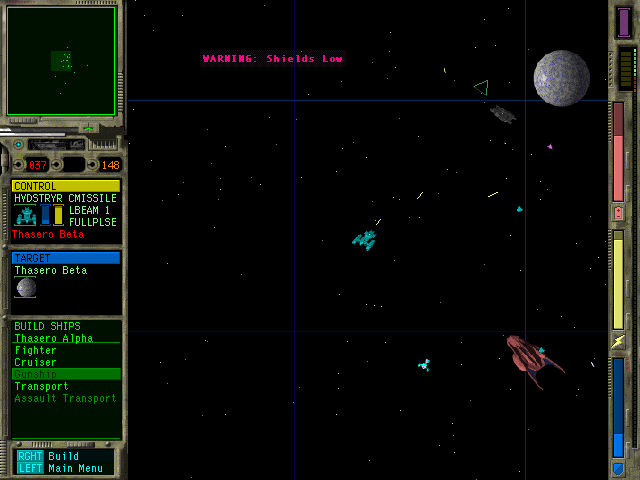 WARNING: Shields Low
037 148
CONTROL
HVDSTRYR CMISSILE
LBEAM 1
FULLPLSE
Thasero Beta
TARGET
Thasero Beta
BUILD SHIPS
Thasero Alpha
Fighter
Cruiser
Gunship
Transport
Assault Transport
RGHT Build
LEFT Main Menu